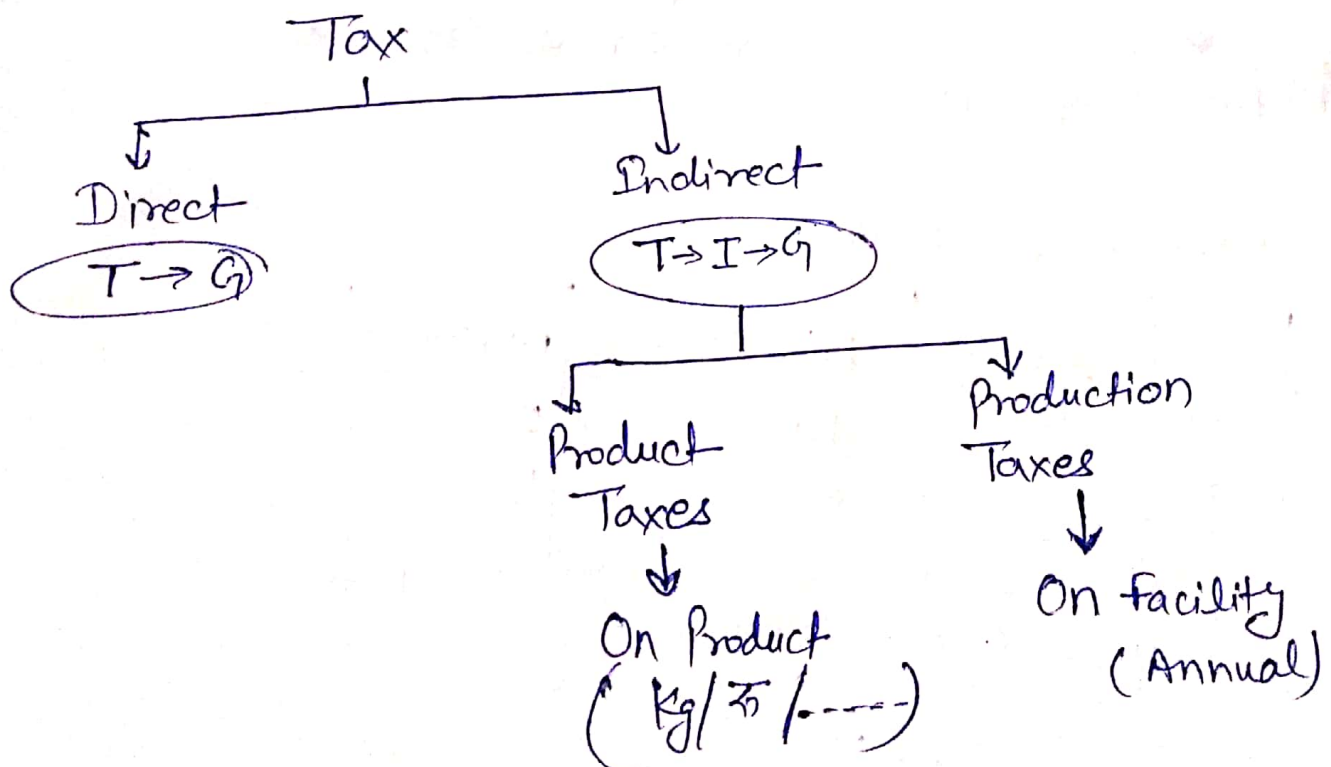 Tax
Direct
Indirect
T → G
T → I → G
Product
Taxes
Production
Taxes
On Product
(Kg/रु/-----)
On facility
(Annual)